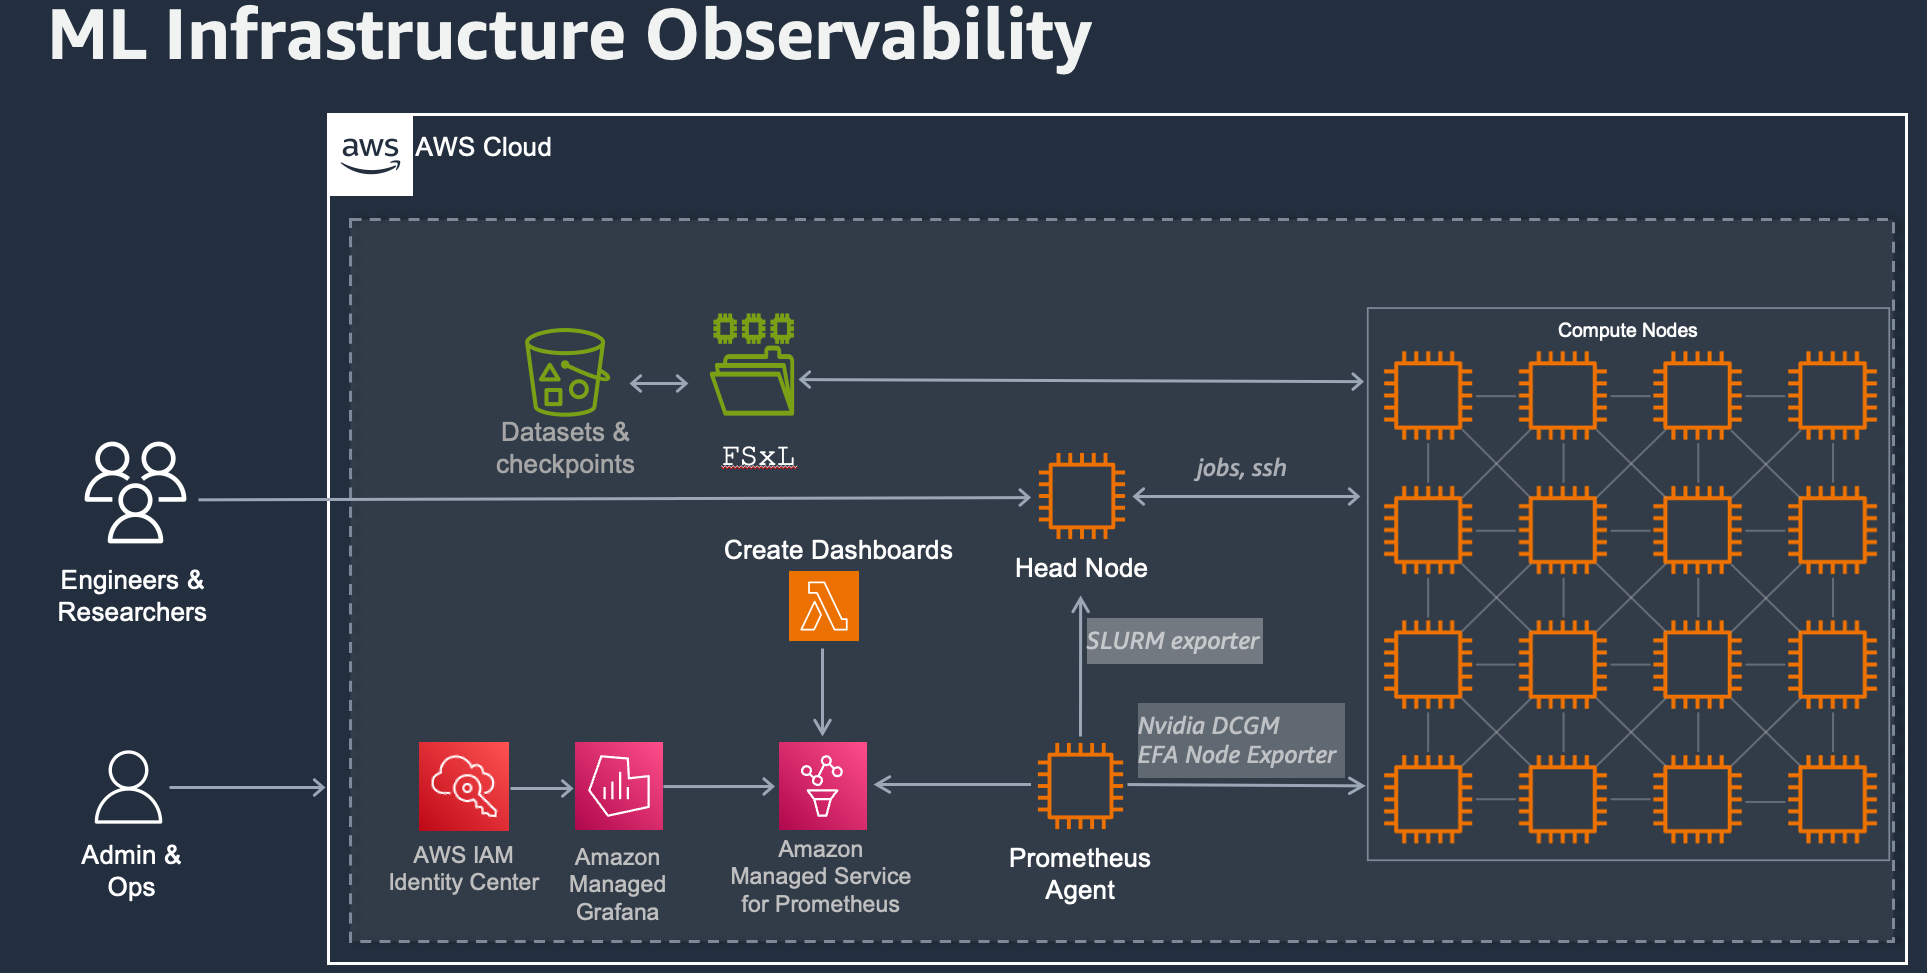 ML Infrastructure Observability
aws
AWS Cloud
Compute Nodes
Datasets &
checkpoints
FSxL
jobs, ssh
Engineers &
Researchers
Create Dashboards
Head Node
SLURM exporter
Nvidia DCGM
EFA Node Exporter
Admin &
Ops
AWS IAM
Identity Center
Amazon
Managed
Grafana
Amazon
Managed Service
for Prometheus
Prometheus
Agent